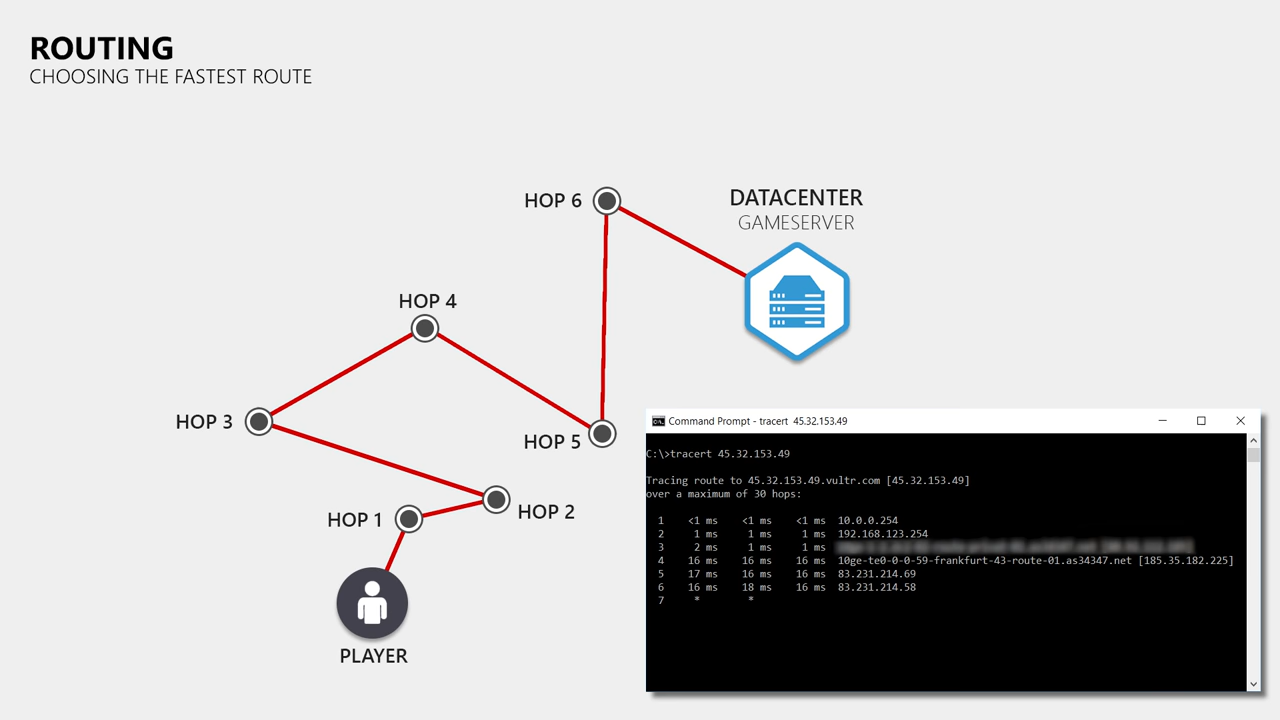 ROUTING
CHOOSING THE FASTEST ROUTE
HOP 6
DATACENTER
GAMESERVER
HOP 4
HOP 3
HOP 5
HOP 1
HOP 2
PLAYER
Command Prompt - tracert 45.32.153.49
C:\>tracert 45.32.153.49
Tracing route to 45.32.153.49.vultr.com [45.32.153.49]
over a maximum of 30 hops:
1 <1 ms <1 ms <1 ms 10.0.0.254
2 1 ms 1 ms 1 ms 192.168.123.254
3 2 ms 1 ms 1 ms
4 16 ms 16 ms 16 ms 10ge-te0-0-0-59-frankfurt-43-route-01.as34347.net [185.35.182.225]
5 17 ms 16 ms 16 ms 83.231.214.69
6 16 ms 18 ms 16 ms 83.231.214.58
7 * *